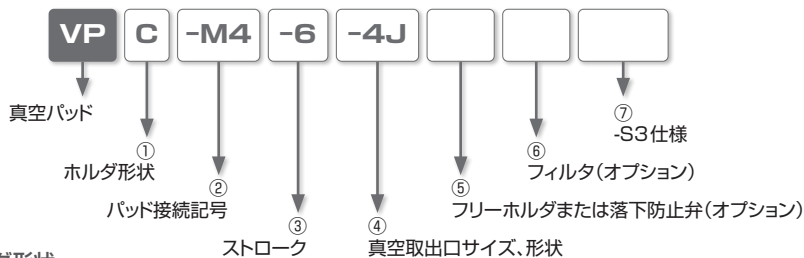 VP C -M4 -6 -4J
真空パッド
①
ホルダ形状
②
パッド接続記号
③
ストローク
④
真空取出口サイズ、形状
⑤
フリーホルダまたは落下防止弁(オプション)
⑥
フィルタ(オプション)
⑦
-S3仕様